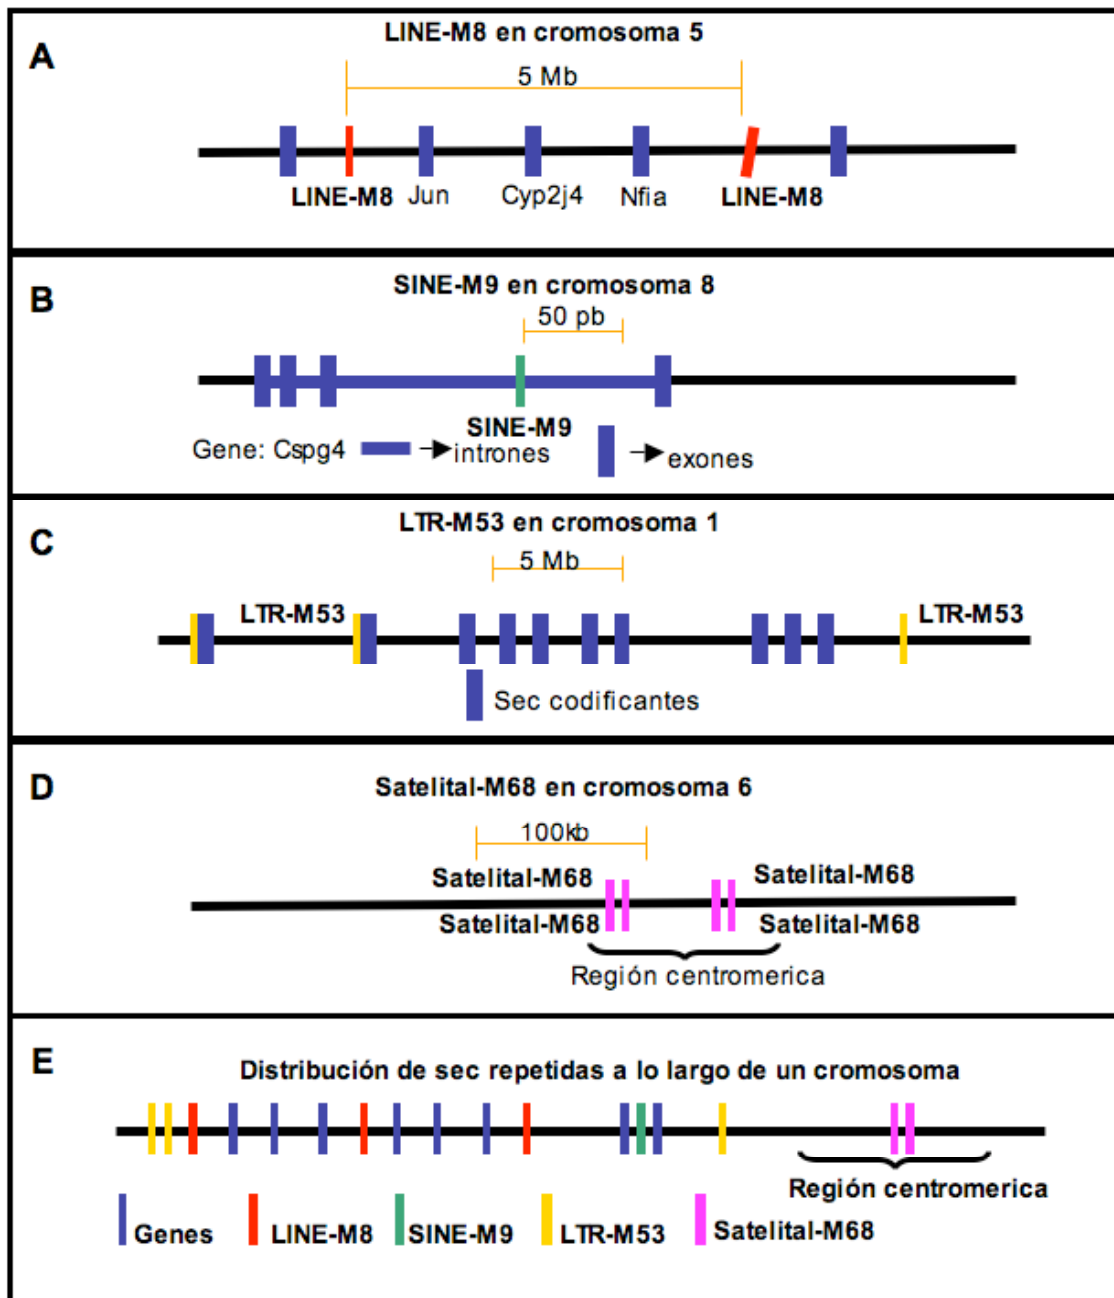 A
LINE-M8 en cromosoma 5
5 Mb
LINE-M8 Jun Cyp2j4 Nfia LINE-M8
B
SINE-M9 en cromosoma 8
50 pb
SINE-M9
Gene: Cspg4 intrones exones
C
LTR-M53 en cromosoma 1
5 Mb
LTR-M53 LTR-M53
Sec codificantes
D
Satelital-M68 en cromosoma 6
100kb
Satelital-M68 Satelital-M68
Satelital-M68 Satelital-M68
Región centromerica
E
Distribución de sec repetidas a lo largo de un cromosoma
Región centromerica
Genes LINE-M8 SINE-M9 LTR-M53 Satelital-M68